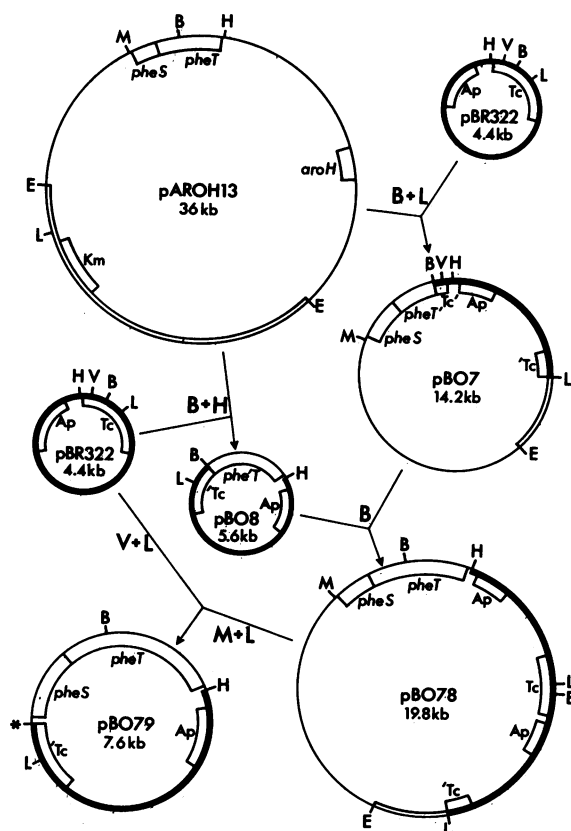 M
B
H
pheS
pheT
pAROH13
36kb
aroH
E
L
Km
E
H
V
B
L
Ap
Tc
pBR322
4.4kb
B+L
B
V
H
M
pheS
pheT'
Tc'
Ap
pBO7
14.2kb
'Tc
L
E
H
V
B
L
Ap
Tc
pBR322
4.4kb
B+H
B
L
phe'T
'Tc
H
Ap
pBO8
5.6kb
B
V+L
M+L
B
pheT
pheS
H
*
L
'Tc
Ap
pBO79
7.6kb
M
B
H
pheS
pheT
Ap
pBO78
19.8kb
Tc
L
Ap
'Tc
E
L